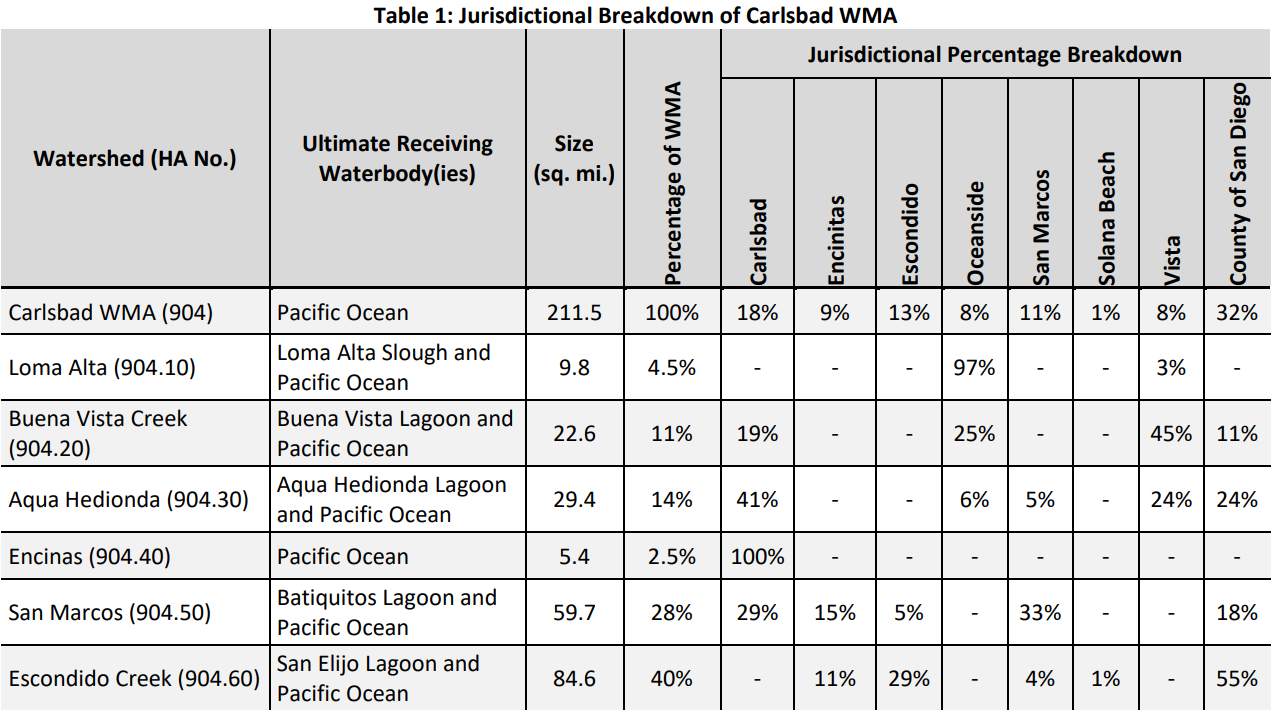 Table 1: Jurisdictional Breakdown of Carlsbad WMA
Watershed (HA No.)
Ultimate Receiving
Waterbody(ies)
Size
(sq. mi.)
Percentage of WMA
Jurisdictional Percentage Breakdown
Carlsbad
Encinitas
Escondido
Oceanside
San Marcos
Solana Beach
Vista
County of San Diego
Carlsbad WMA (904) Pacific Ocean 211.5 100% 18% 9% 13% 8% 11% 1% 8% 32%
Loma Alta (904.10) Loma Alta Slough and
Pacific Ocean 9.8 4.5% - - - 97% - - 3% -
Buena Vista Creek
(904.20) Buena Vista Lagoon and
Pacific Ocean 22.6 11% 19% - - 25% - - 45% 11%
Aqua Hedionda (904.30) Aqua Hedionda Lagoon
and Pacific Ocean 29.4 14% 41% - - 6% 5% - 24% 24%
Encinas (904.40) Pacific Ocean 5.4 2.5% 100% - - - - - - -
San Marcos (904.50) Batiquitos Lagoon and
Pacific Ocean 59.7 28% 29% 15% 5% - 33% - - 18%
Escondido Creek (904.60) San Elijo Lagoon and
Pacific Ocean 84.6 40% - 11% 29% - 4% 1% - 55%